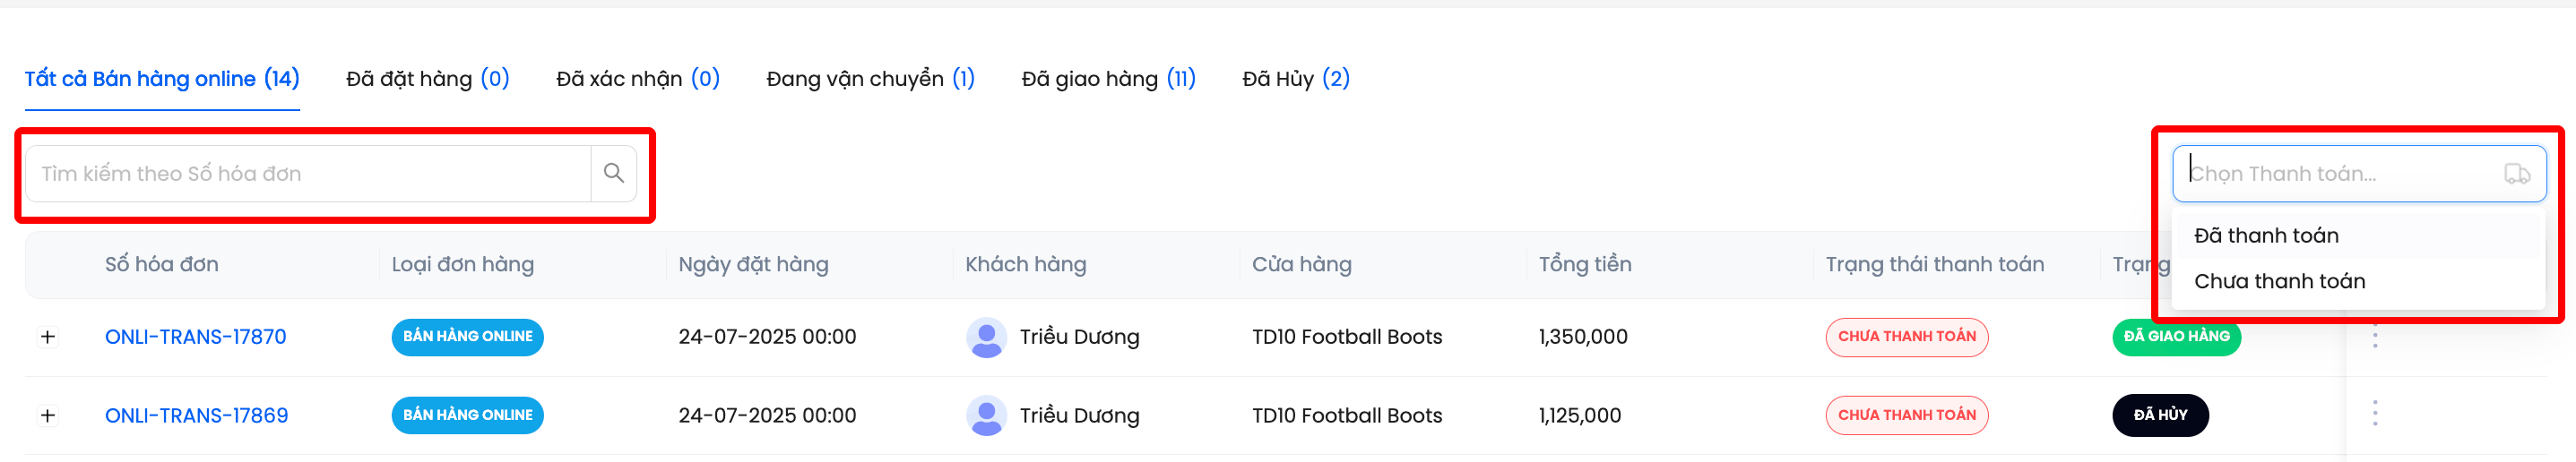 Tất cả Bán hàng online (14) Đã đặt hàng (0) Đã xác nhận (0) Đang vận chuyển (1) Đã giao hàng (11) Đã Hủy (2)
Tìm kiếm theo Số hóa đơn
Chọn Thanh toán...
Đã thanh toán
Chưa thanh toán
Số hóa đơn Loại đơn hàng Ngày đặt hàng Khách hàng Cửa hàng Tổng tiền Trạng thái thanh toán Trạng
ONLI-TRANS-17870 BÁN HÀNG ONLINE 24-07-2025 00:00 Triều Dương TD10 Football Boots 1,350,000 CHƯA THANH TOÁN ĐÃ GIAO HÀNG
ONLI-TRANS-17869 BÁN HÀNG ONLINE 24-07-2025 00:00 Triều Dương TD10 Football Boots 1,125,000 CHƯA THANH TOÁN ĐÃ HỦY